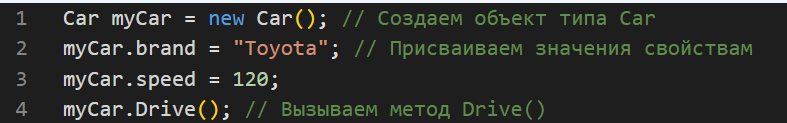 1 Car myCar = new Car(); // Создаем объект типа Car
2 myCar.brand = "Toyota"; // Присваиваем значения свойствам
3 myCar.speed = 120;
4 myCar.Drive(); // Вызываем метод Drive()